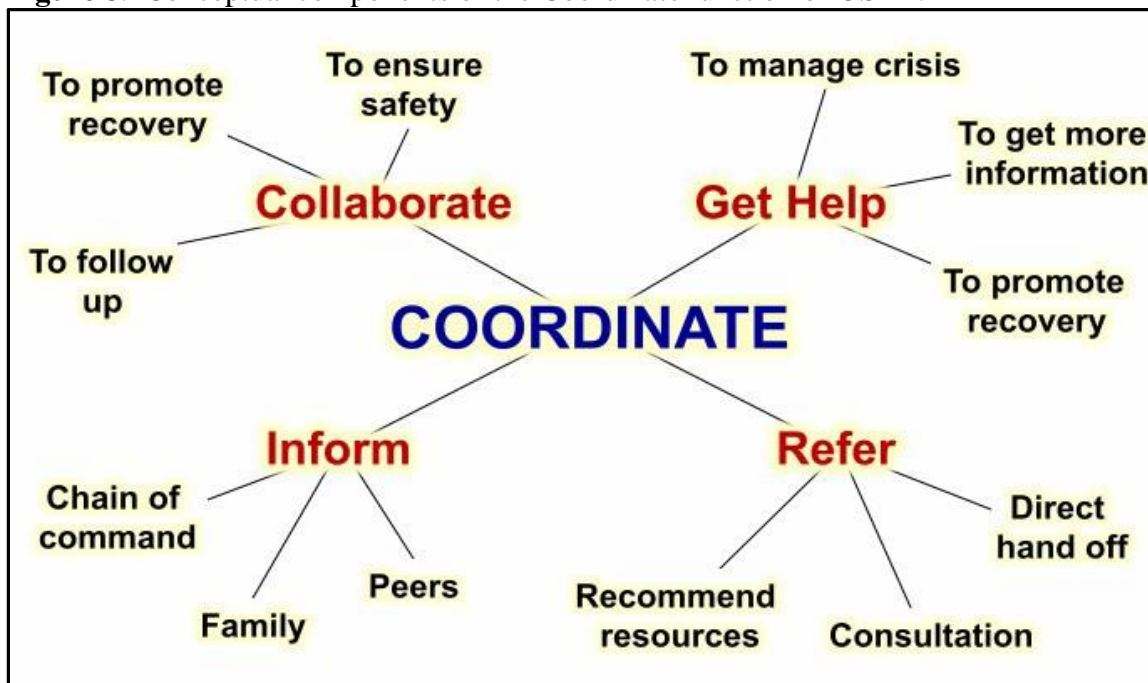 To promote
recovery
To ensure
safety
To manage crisis
To get more
information
Collaborate
Get Help
To follow
up
To promote
recovery
COORDINATE
Inform
Refer
Chain of
command
Family
Peers
Recommend
resources
Consultation
Direct
hand off